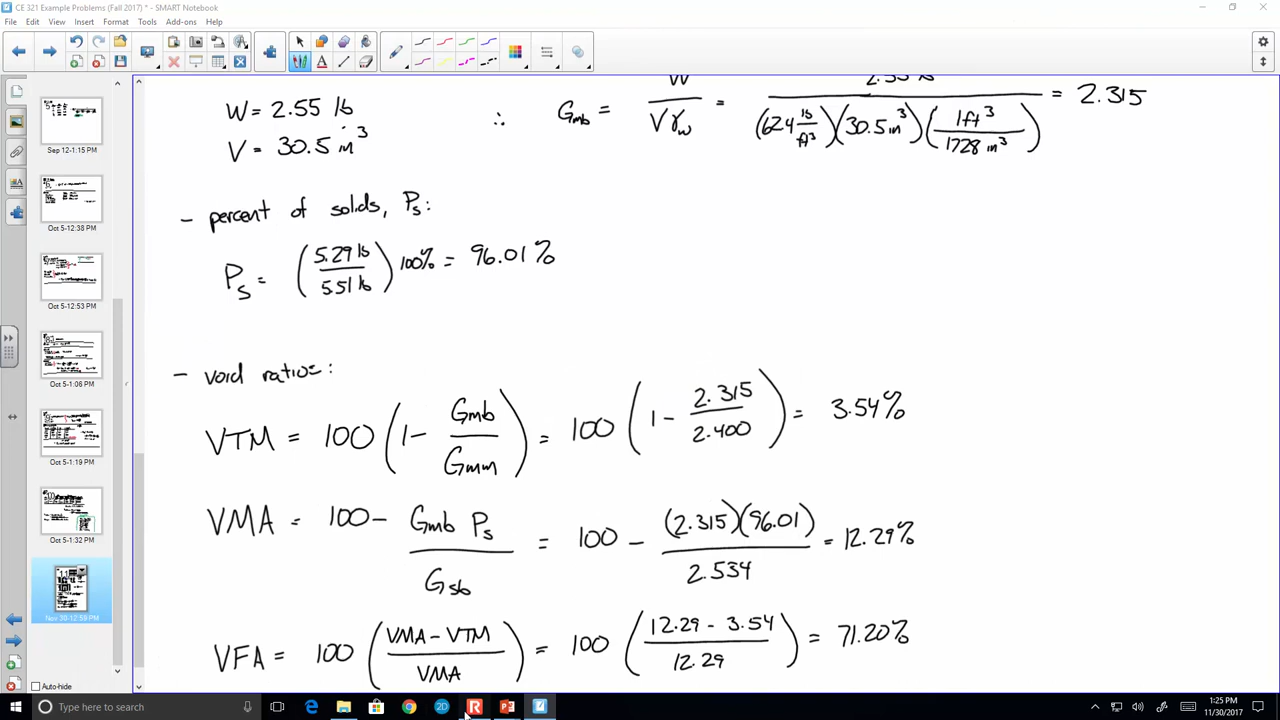 CE 321 Example Problems (Fall 2017) * - SMART Notebook
File Edit View Insert Format Tools Add-ons Help
W = 2.55 lb
V = 30.5 in³
∴ Gmb = W / Vγw = 2.55 lb / (62.4 lb/ft³)(30.5 in³)(1ft³/1728 in³) = 2.315
- percent of solids, Ps:
Ps = (5.29 lb / 5.51 lb) 100% = 96.01%
- void ratios:
VTM = 100 (1 - Gmb / Gmm) = 100 (1 - 2.315 / 2.400) = 3.54%
VMA = 100 - Gmb Ps / Gsb = 100 - (2.315)(96.01) / 2.534 = 12.29%
VFA = 100 (VMA - VTM / VMA) = 100 (12.29 - 3.54 / 12.29) = 71.20%
Sep 12-1:15 PM
Oct 5-12:38 PM
Oct 5-12:53 PM
Oct 5-1:06 PM
Oct 5-1:19 PM
Oct 5-1:32 PM
Nov 30-12:59 PM
Auto-hide
Type here to search
1:25 PM
11/30/2017